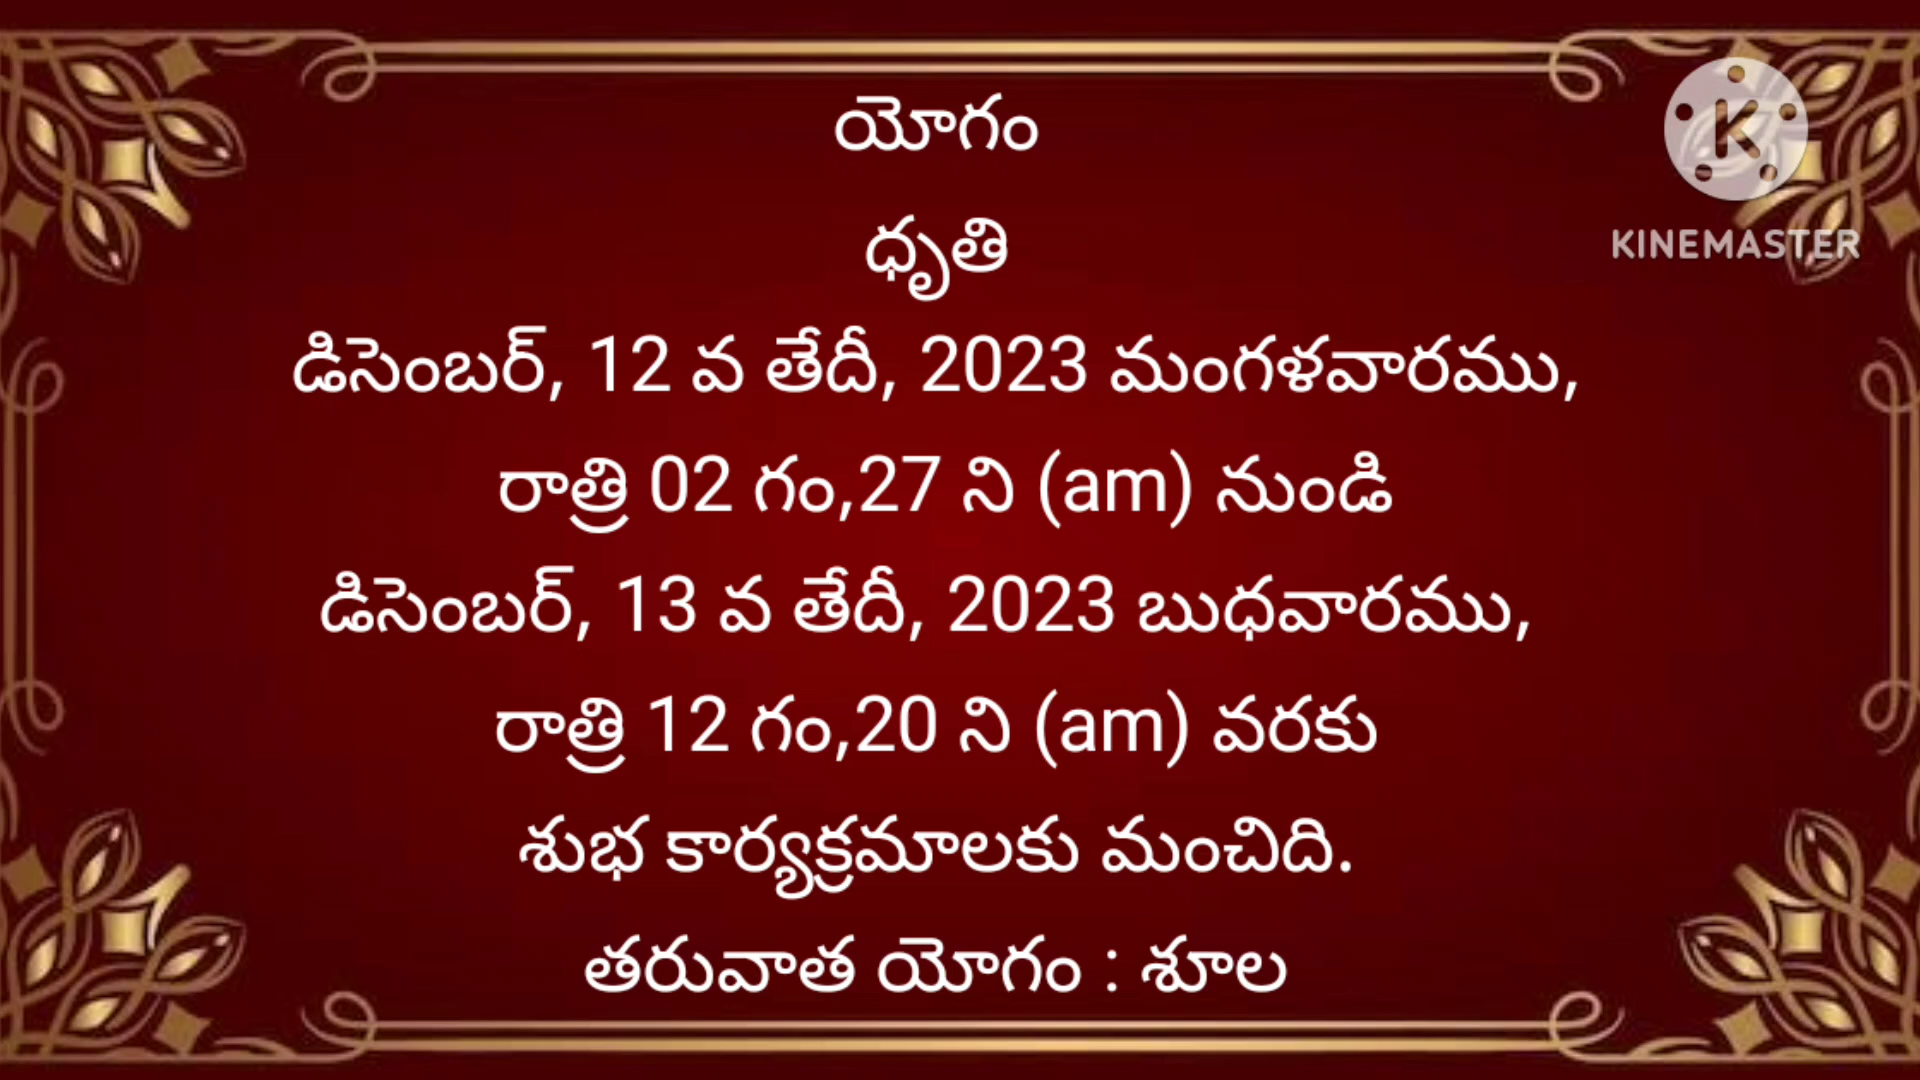 యోగం
ధృతి
డిసెంబర్, 12 వ తేదీ, 2023 మంగళవారము,
రాత్రి 02 గం,27 ని (am) నుండి
డిసెంబర్, 13 వ తేదీ, 2023 బుధవారము,
రాత్రి 12 గం,20 ని (am) వరకు
శుభ కార్యక్రమాలకు మంచిది.
తరువాత యోగం : శూల
K
KINEMASTER